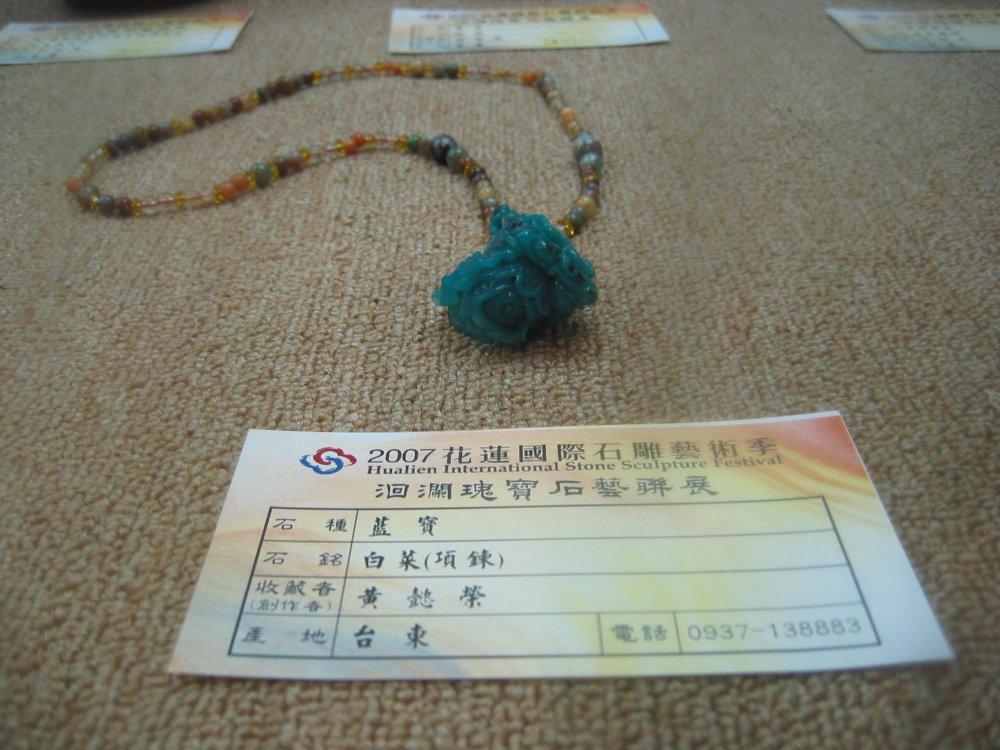 2007花蓮國際石雕藝術季
Hualien International Stone Sculpture Festival
洄瀾瑰寶石藝聯展
石種 藍寶
石銘 白菜(項鍊)
收藏者(創作者) 黃懿榮
產地 台東 電話 0937-138883